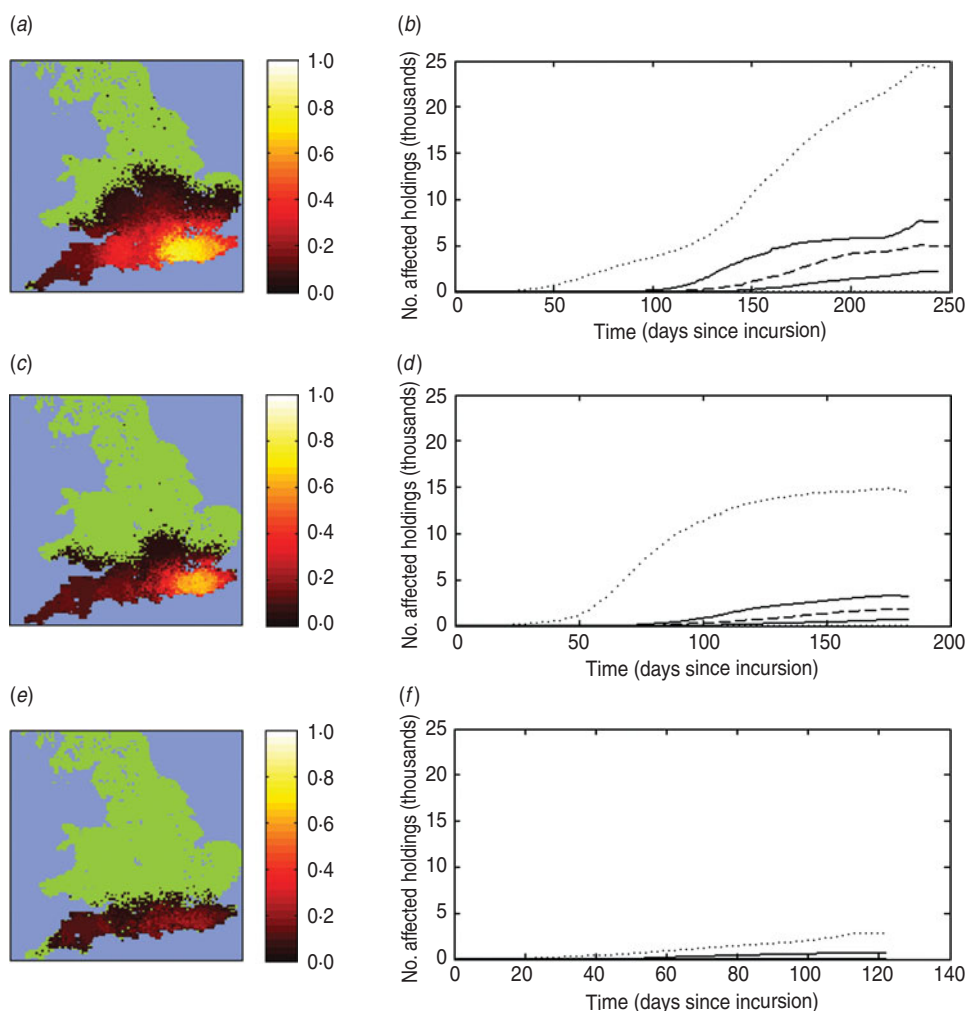 (a)
1·0
0·8
0·6
0·4
0·2
0·0
(b)
No. affected holdings (thousands)
25
20
15
10
5
0
0 50 100 150 200 250
Time (days since incursion)
(c)
1·0
0·8
0·6
0·4
0·2
0·0
(d)
No. affected holdings (thousands)
25
20
15
10
5
0
0 50 100 150 200
Time (days since incursion)
(e)
1·0
0·8
0·6
0·4
0·2
0·0
(f)
No. affected holdings (thousands)
25
20
15
10
5
0
0 20 40 60 80 100 120 140
Time (days since incursion)